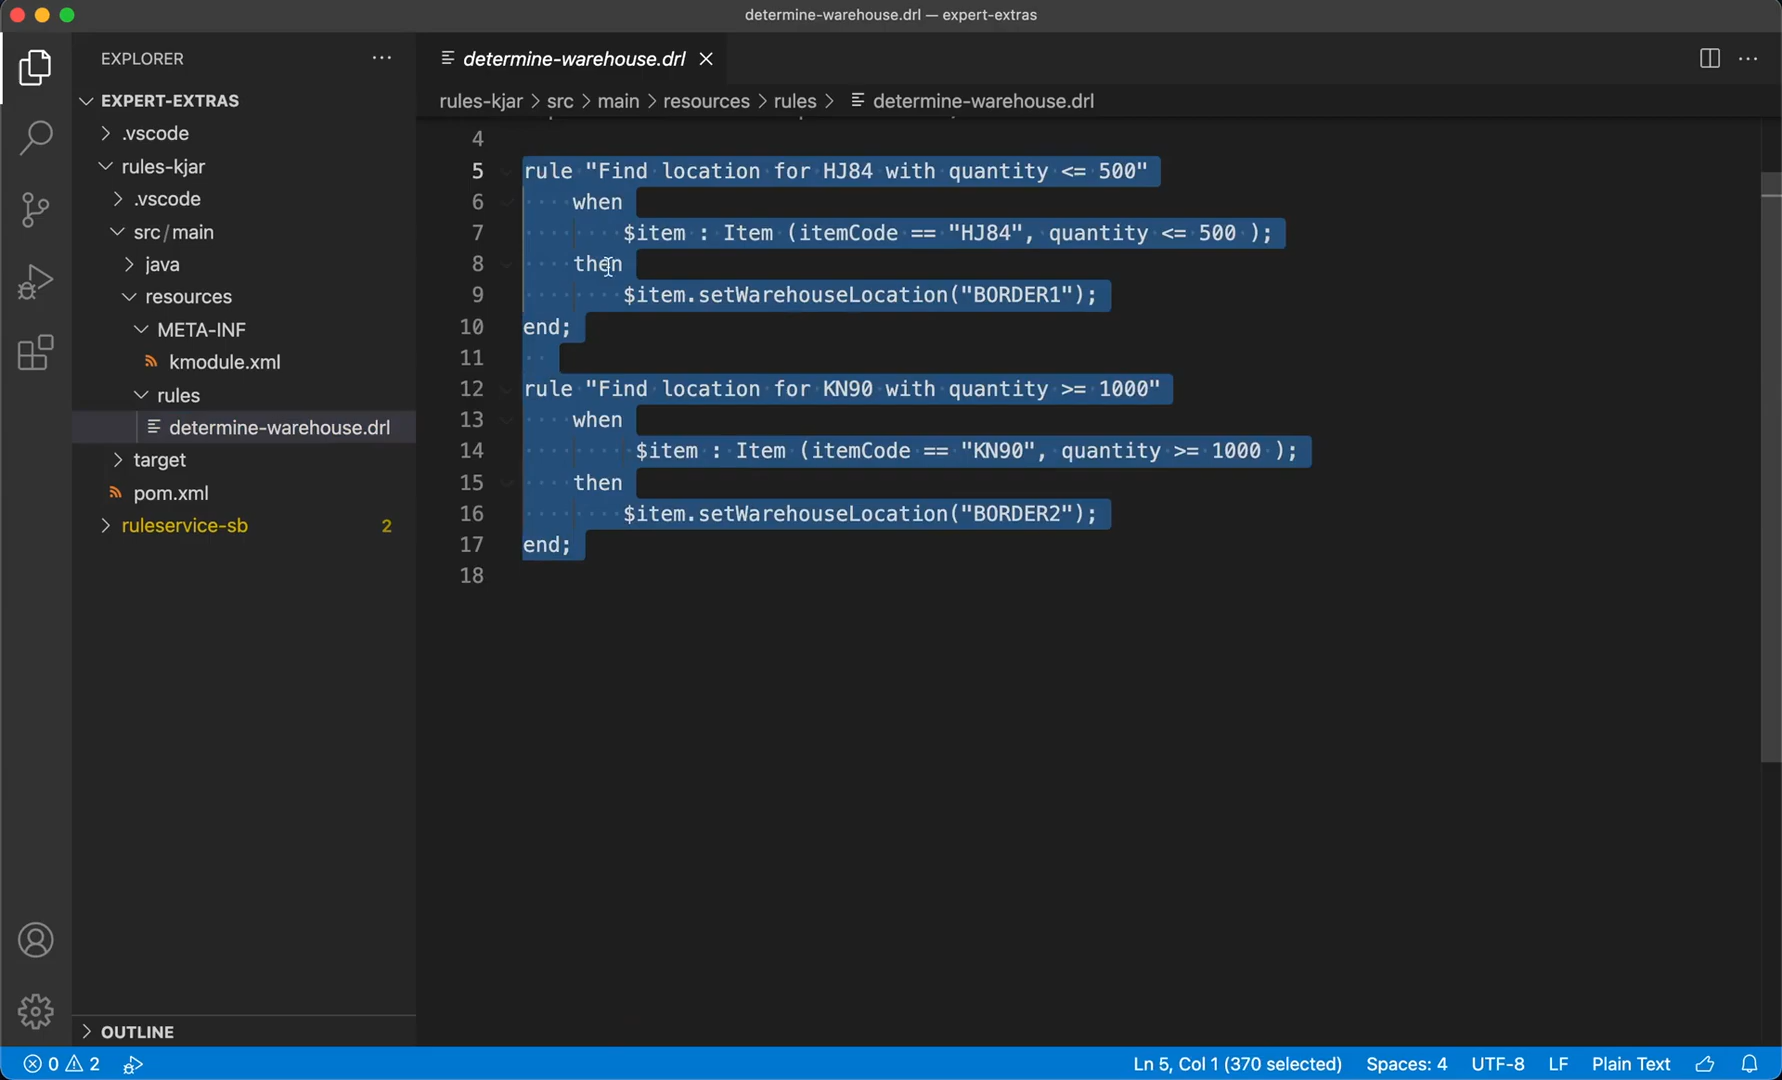 determine-warehouse.drl — expert-extras
EXPLORER
EXPERT-EXTRAS
.vscode
rules-kjar
.vscode
src/main
java
resources
META-INF
kmodule.xml
rules
determine-warehouse.drl
target
pom.xml
ruleservice-sb 2
OUTLINE
determine-warehouse.drl
rules-kjar > src > main > resources > rules > determine-warehouse.drl
4
5 rule "Find location for HJ84 with quantity <= 500"
6 when
7 $item : Item (itemCode == "HJ84", quantity <= 500 );
8 then
9 $item.setWarehouseLocation("BORDER1");
10 end;
11
12 rule "Find location for KN90 with quantity >= 1000"
13 when
14 $item : Item (itemCode == "KN90", quantity >= 1000 );
15 then
16 $item.setWarehouseLocation("BORDER2");
17 end;
18
0 2 Ln 5, Col 1 (370 selected) Spaces: 4 UTF-8 LF Plain Text